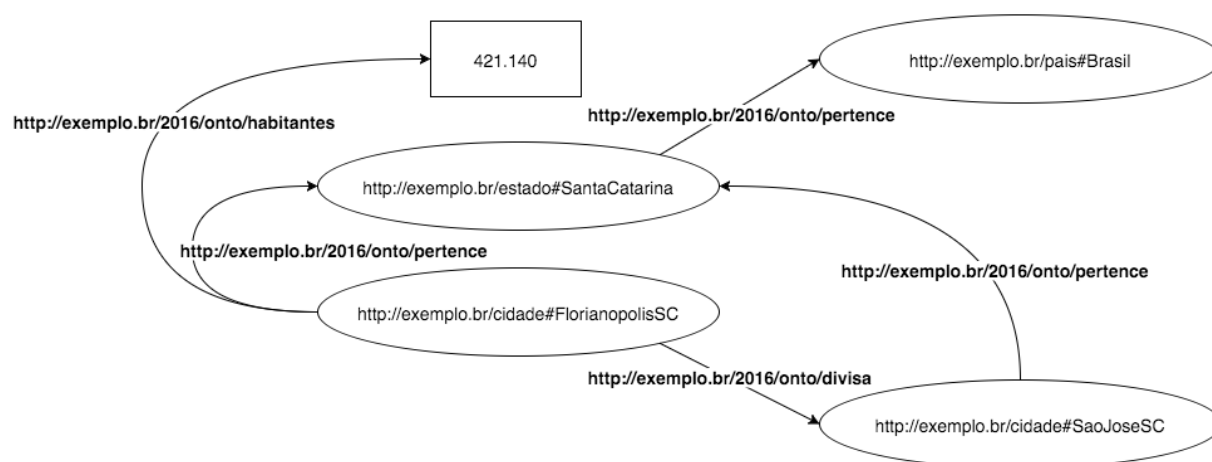 421.140
http://exemplo.br/pais#Brasil
http://exemplo.br/2016/onto/habitantes
http://exemplo.br/2016/onto/pertence
http://exemplo.br/estado#SantaCatarina
http://exemplo.br/2016/onto/pertence
http://exemplo.br/2016/onto/pertence
http://exemplo.br/cidade#FlorianopolisSC
http://exemplo.br/2016/onto/divisa
http://exemplo.br/cidade#SaoJoseSC